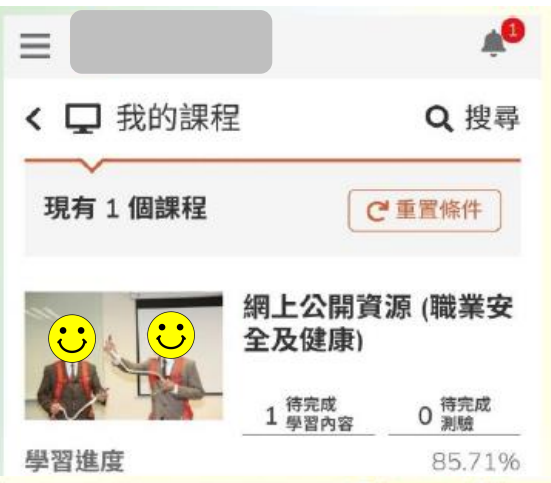 1
我的課程
搜尋
現有 1 個課程
重置條件
網上公開資源 (職業安
全及健康)
1 待完成
學習內容
0 待完成
測驗
學習進度
85.71%